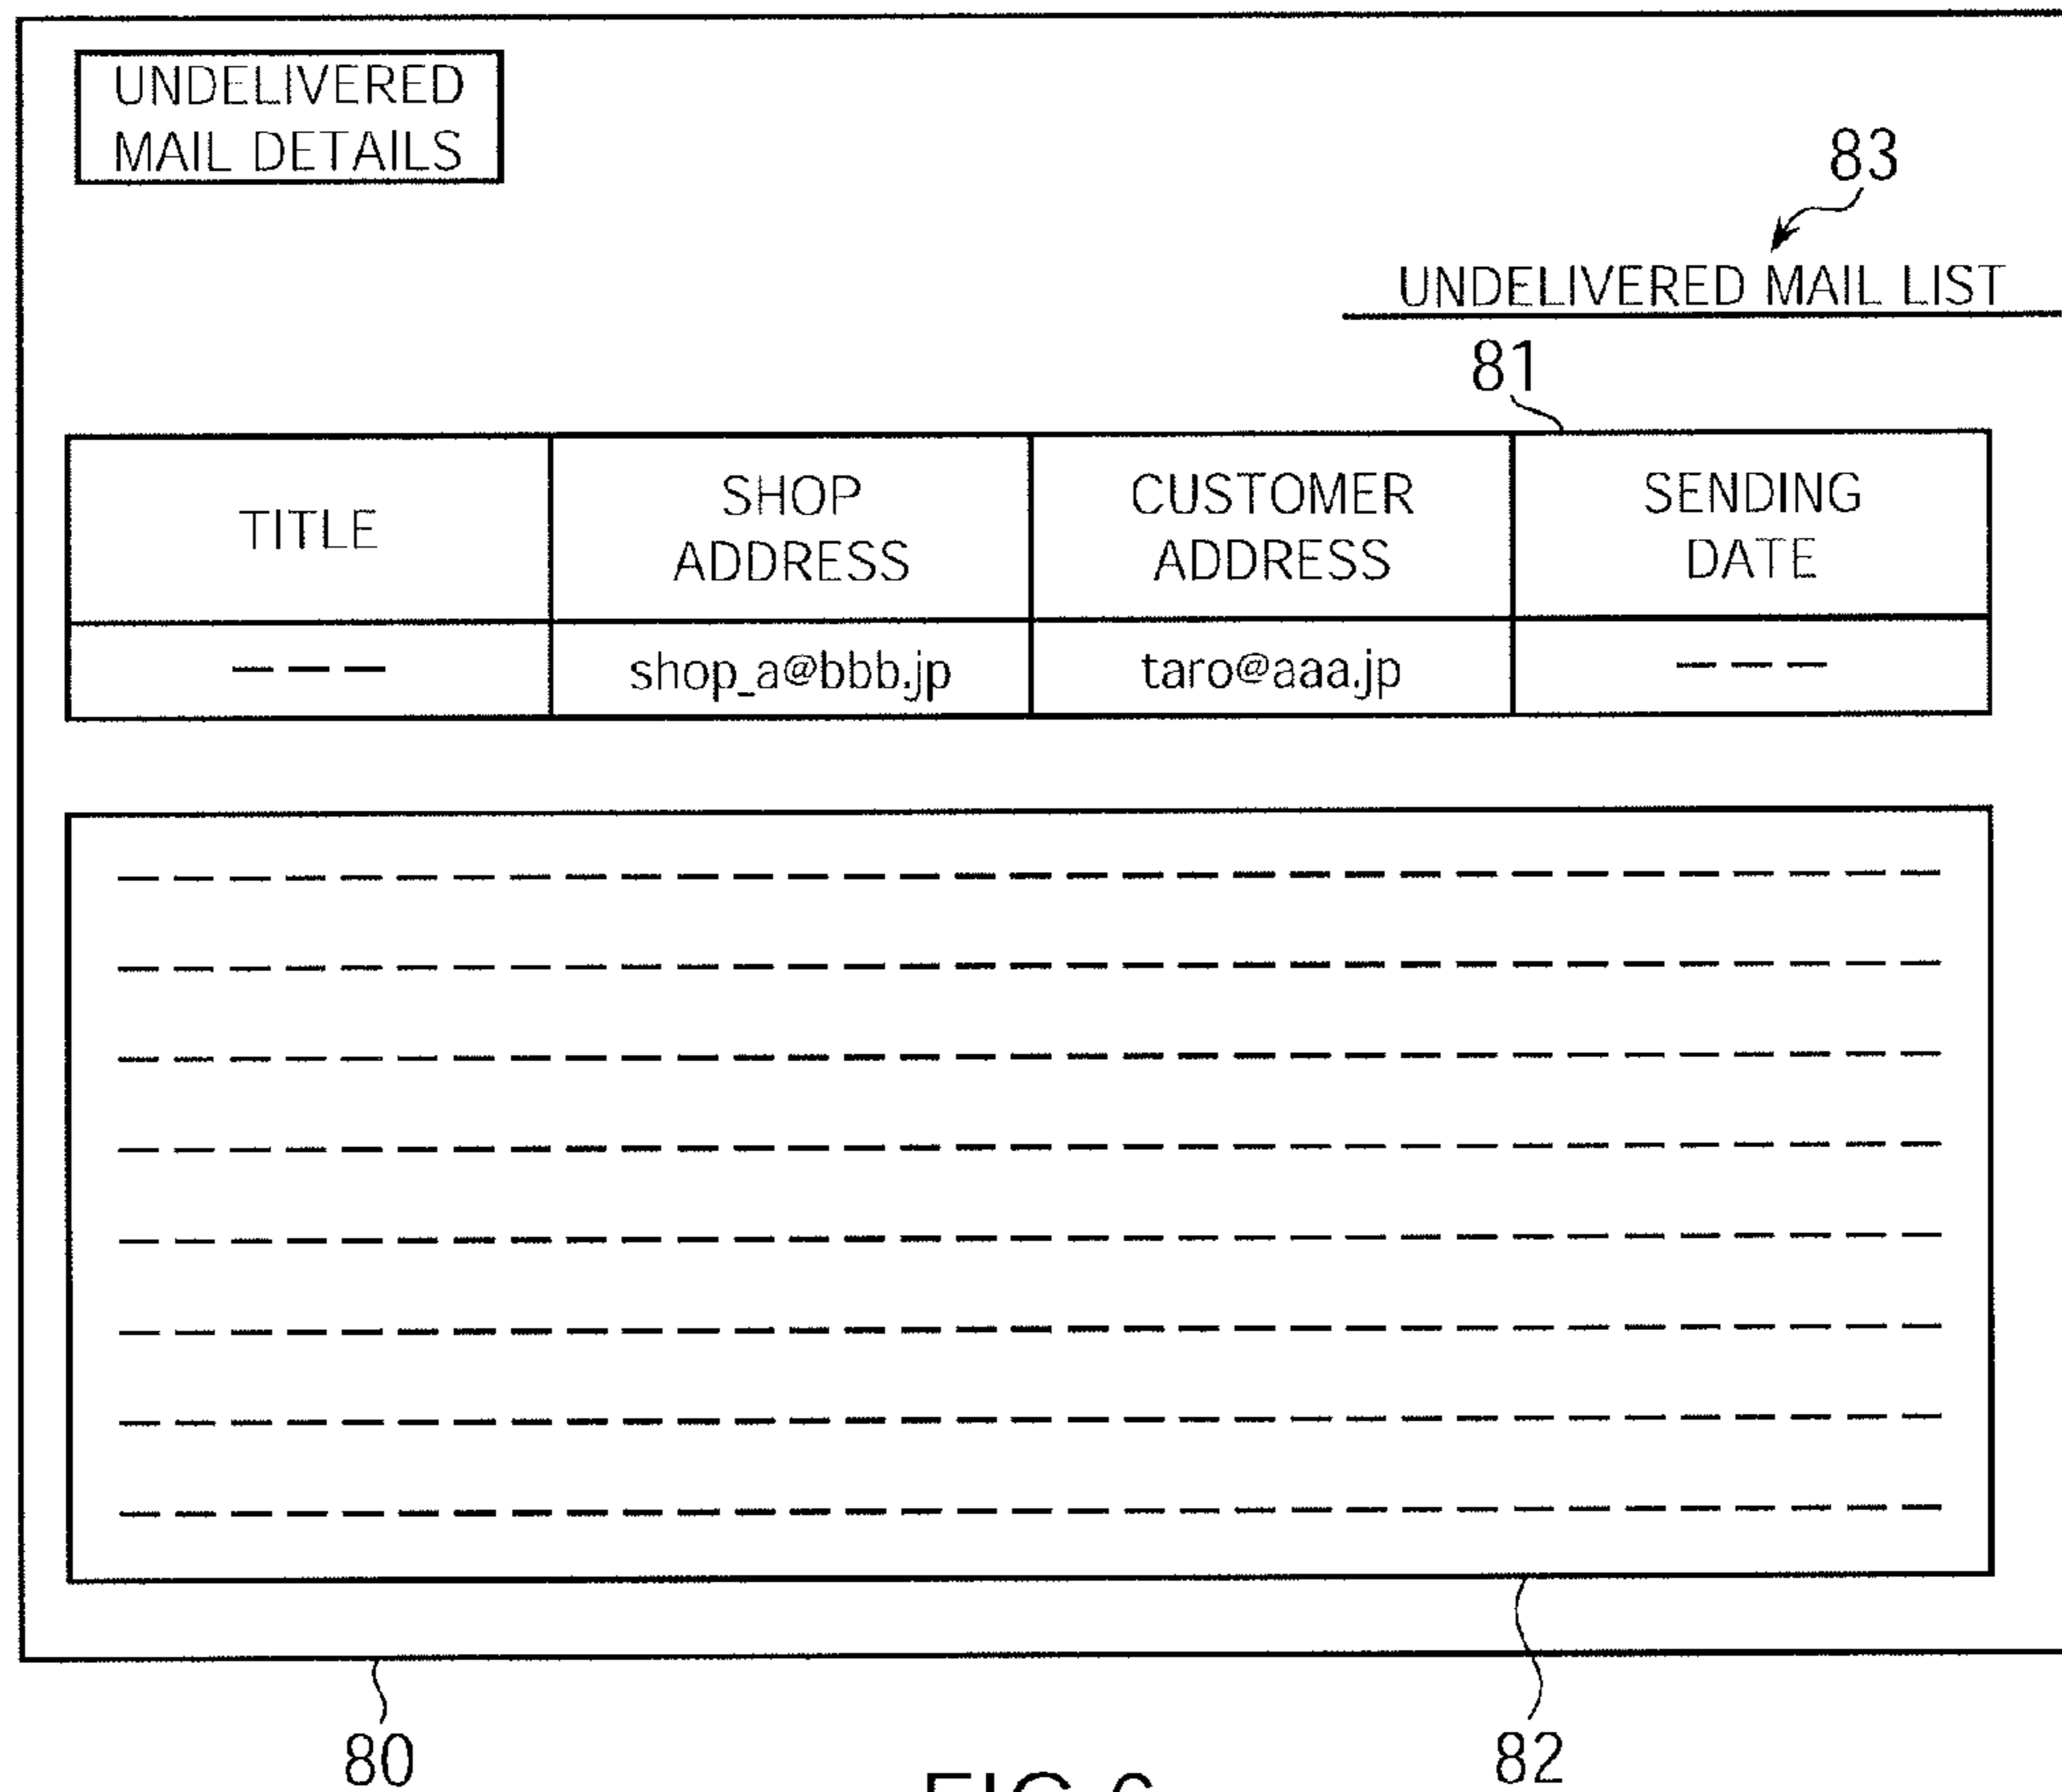 UNDELIVERED
MAIL DETAILS
83
UNDELIVERED MAIL LIST
81
TITLE
SHOP
ADDRESS
CUSTOMER
ADDRESS
SENDING
DATE
shop_a@bbb.jp
taro@aaa.jp
80
82